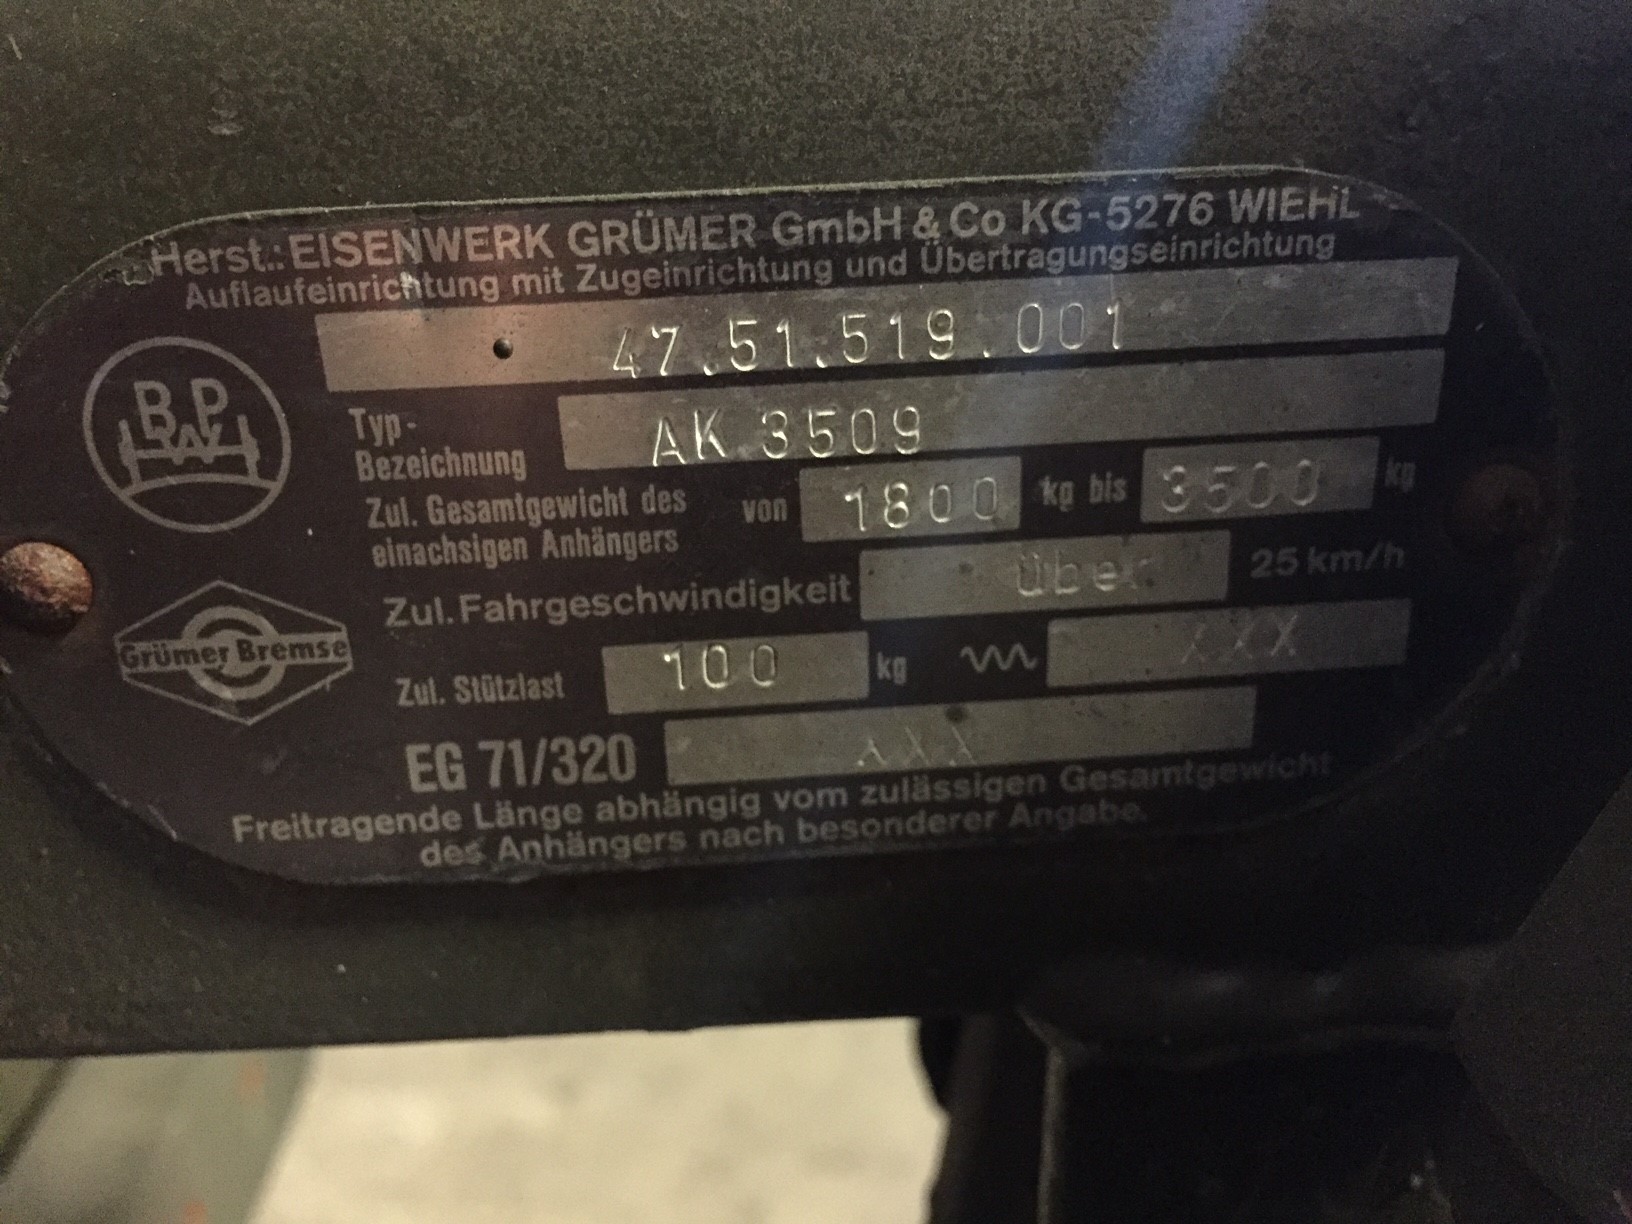 Herst.: EISENWERK GRÜMER GmbH & Co KG-5276 WIEHL
Auflaufeinrichtung mit Zugeinrichtung und Übertragungseinrichtung
47.51.519.001
BPW
Typ-
Bezeichnung AK 3509
Zul. Gesamtgewicht des
einachsigen Anhängers von 1800 kg bis 3500 kg
Zul. Fahrgeschwindigkeit über 25 km/h
Grümer Bremse
Zul. Stützlast 100 kg XXX
EG 71/320 XXX
Freitragende Länge abhängig vom zulässigen Gesamtgewicht
des Anhängers nach besonderer Angabe.